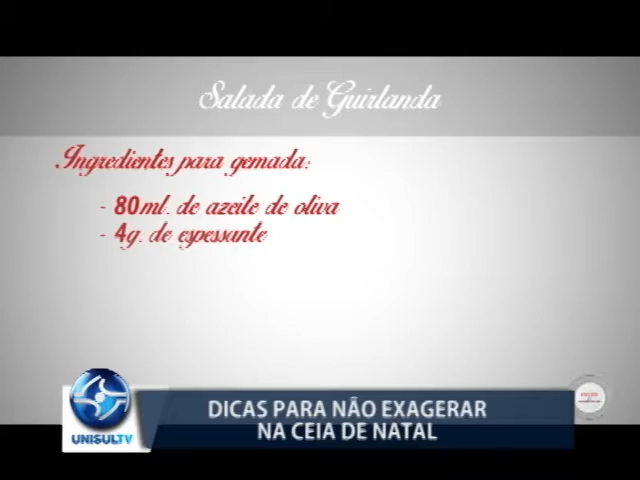 Salada de Guirlanda
Ingredientes para gemada:
- 80ml. de azeite de oliva
- 4g. de espessante
DICAS PARA NÃO EXAGERAR
NA CEIA DE NATAL
UNISULTV